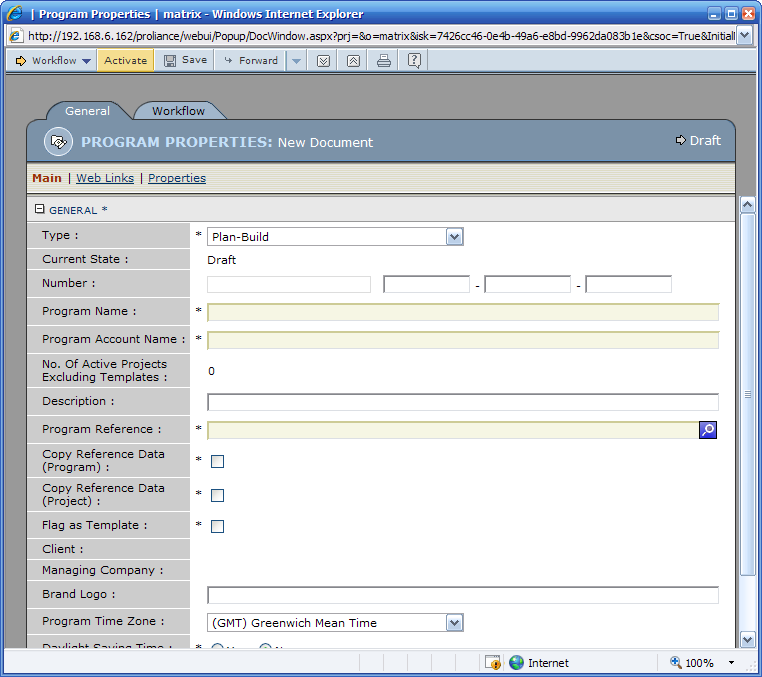 | Program Properties | matrix - Windows Internet Explorer
http://192.168.6.162/proliance/webui/Popup/DocWindow.aspx?prj=&o=matrix&isk=7426cc46-0e4b-49a6-e8bd-9962da083b1e&csoc=True&Initial
Workflow Activate Save Forward
General Workflow
PROGRAM PROPERTIES: New Document Draft
Main | Web Links | Properties
GENERAL *
Type : * Plan-Build
Current State : Draft
Number : - -
Program Name : *
Program Account Name : *
No. Of Active Projects
Excluding Templates : 0
Description :
Program Reference : *
Copy Reference Data
(Program) : *
Copy Reference Data
(Project) : *
Flag as Template : *
Client :
Managing Company :
Brand Logo :
Program Time Zone : (GMT) Greenwich Mean Time
Daylight Saving Time : *
Internet 100%